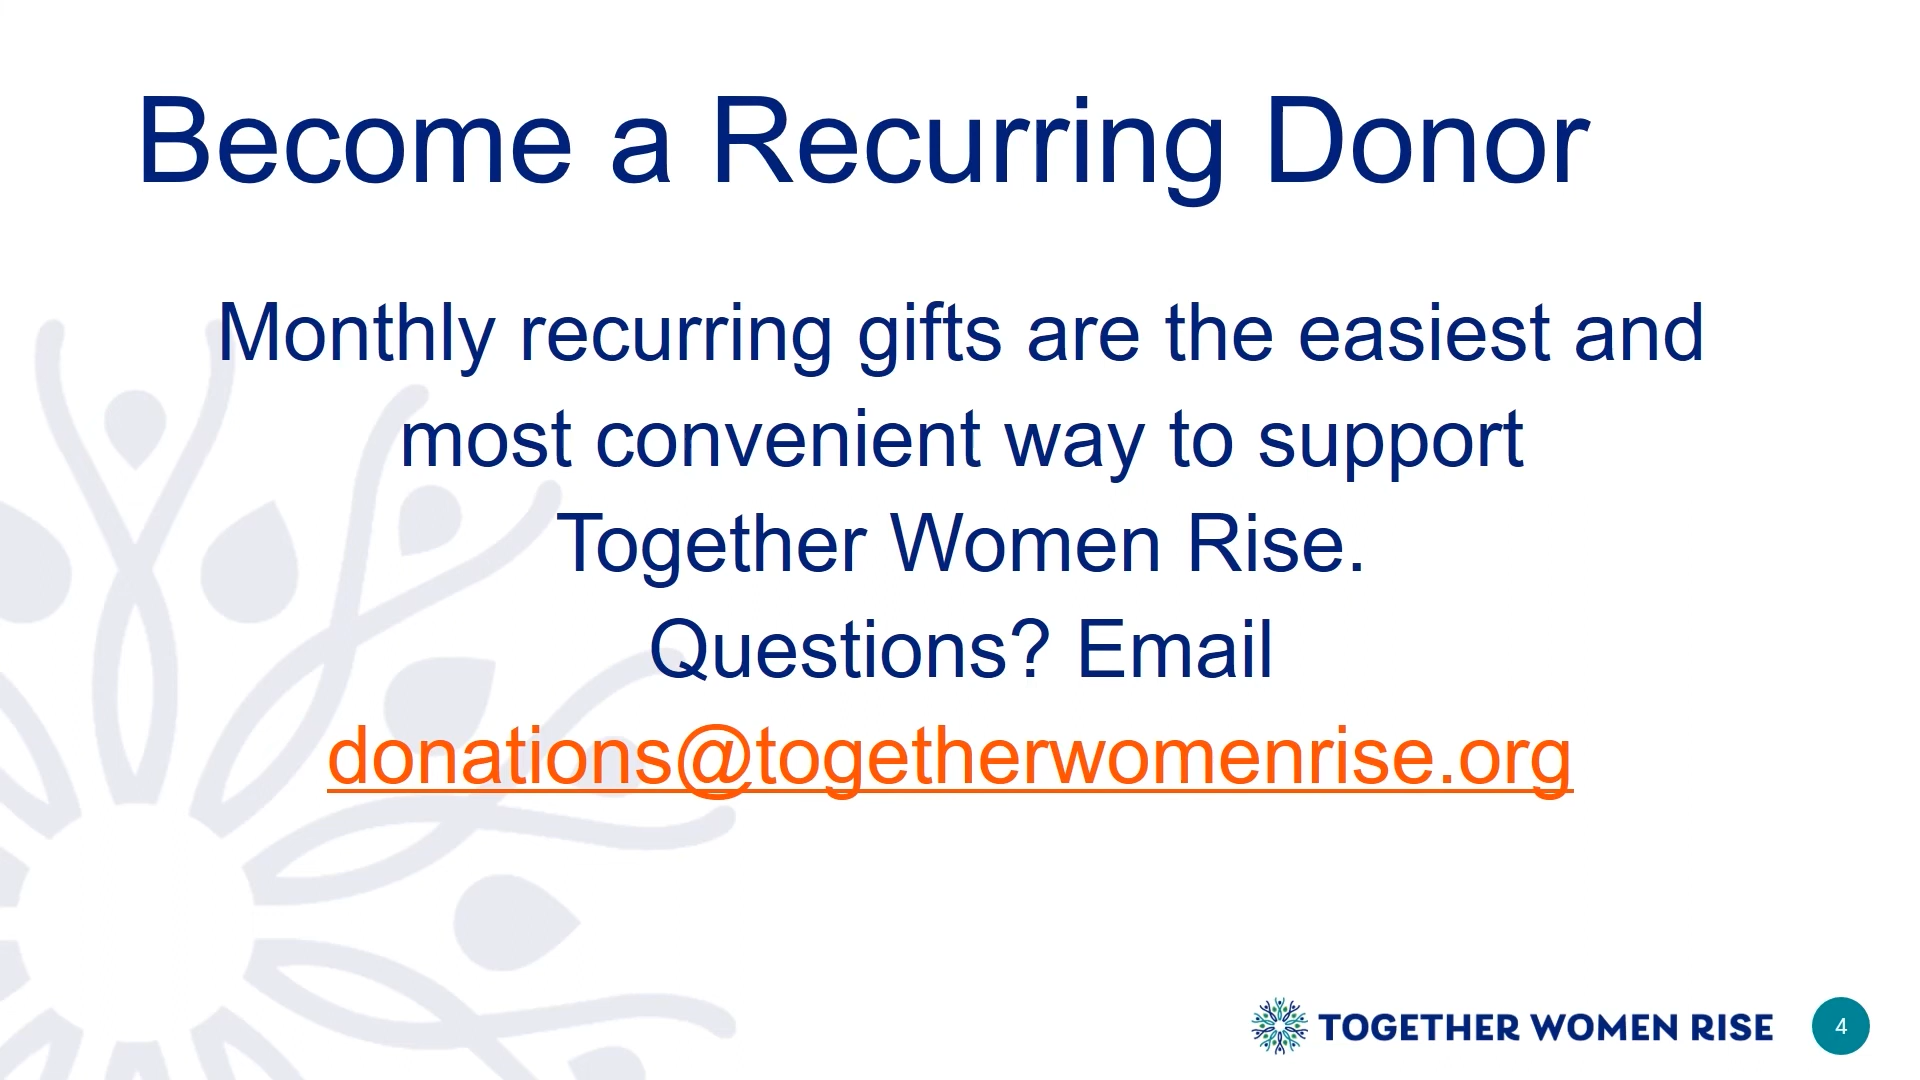 Become a Recurring Donor
Monthly recurring gifts are the easiest and
most convenient way to support
Together Women Rise.
Questions? Email
donations@togetherwomenrise.org
TOGETHER WOMEN RISE
4